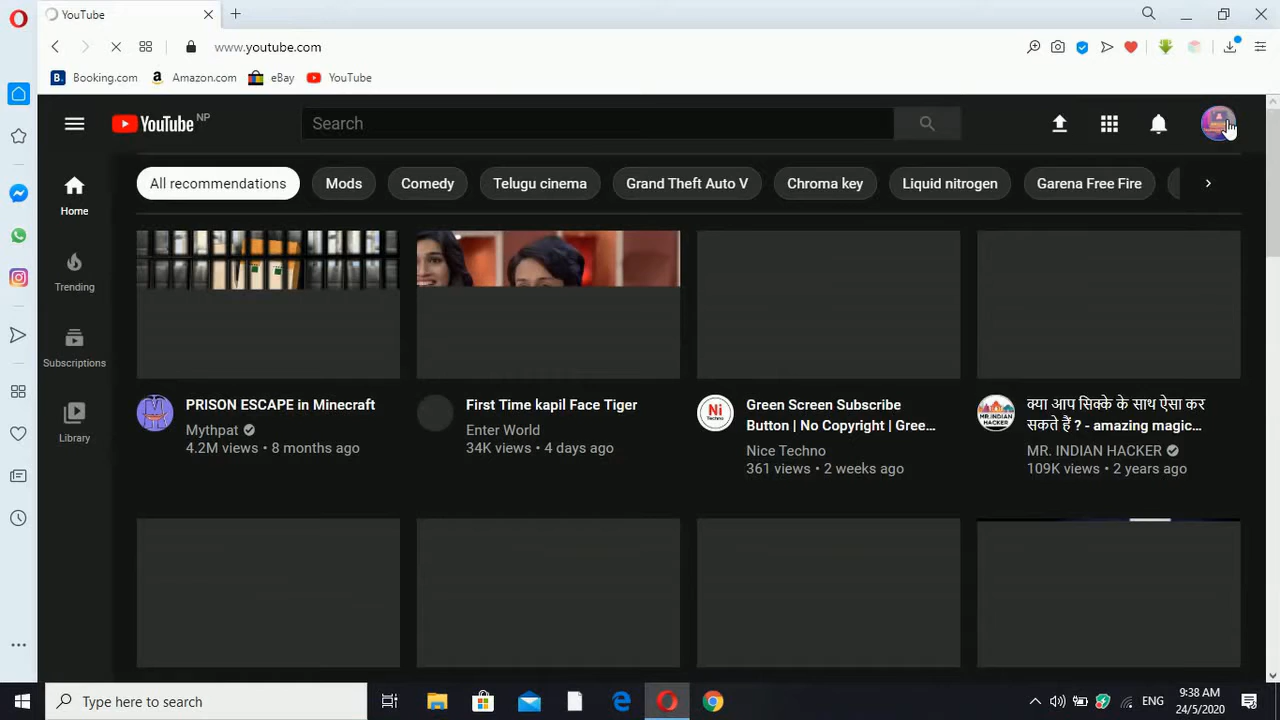 YouTube
www.youtube.com
Booking.com
Amazon.com
eBay
YouTube
YouTube NP
Search
All recommendations
Mods
Comedy
Telugu cinema
Grand Theft Auto V
Chroma key
Liquid nitrogen
Garena Free Fire
Home
Trending
Subscriptions
Library
PRISON ESCAPE in Minecraft
Mythpat
4.2M views • 8 months ago
First Time kapil Face Tiger
Enter World
34K views • 4 days ago
Ni
Techno
Green Screen Subscribe
Button | No Copyright | Gree...
Nice Techno
361 views • 2 weeks ago
MR. INDIAN
HACKER
क्या आप सिक्के के साथ ऐसा कर
सकते हैं ? - amazing magic...
MR. INDIAN HACKER
109K views • 2 years ago
Type here to search
ENG
9:38 AM
24/5/2020